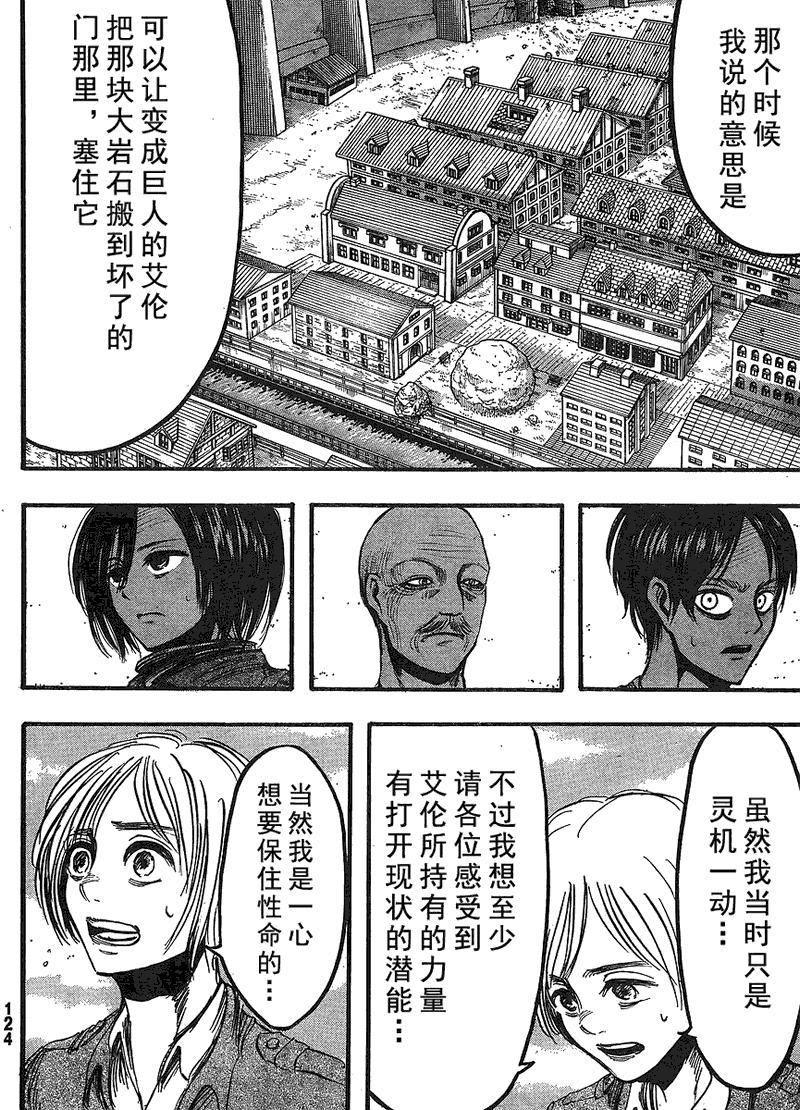 那个时候
我说的意思是
可以让变成巨人的艾伦
把那块大岩石搬到坏了的
门那里，塞住它
虽然我当时只是
灵机一动…
不过我想至少
请各位感受到
艾伦所持有的力量
有打开现状的潜能…
当然我是一心
想要保住性命的…
124